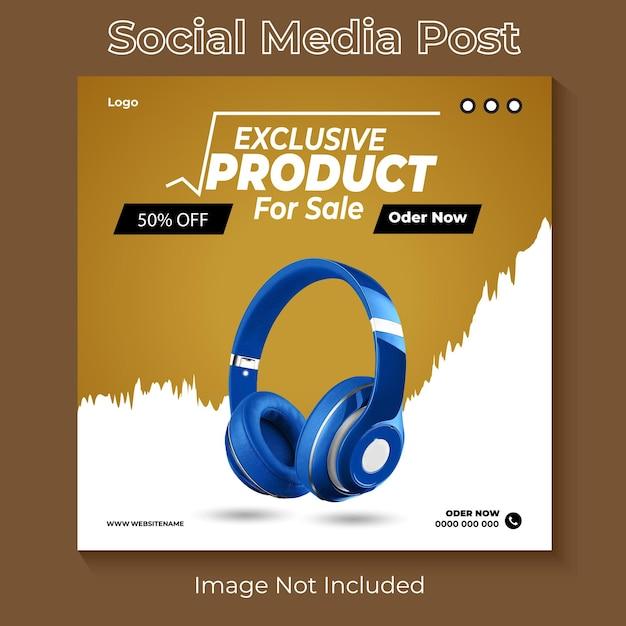 Social Media Post
Logo
EXCLUSIVE
PRODUCT
For Sale
50% OFF
Oder Now
WWW.WEBSITENAME
ODER NOW
0000 000 000
Image Not Included